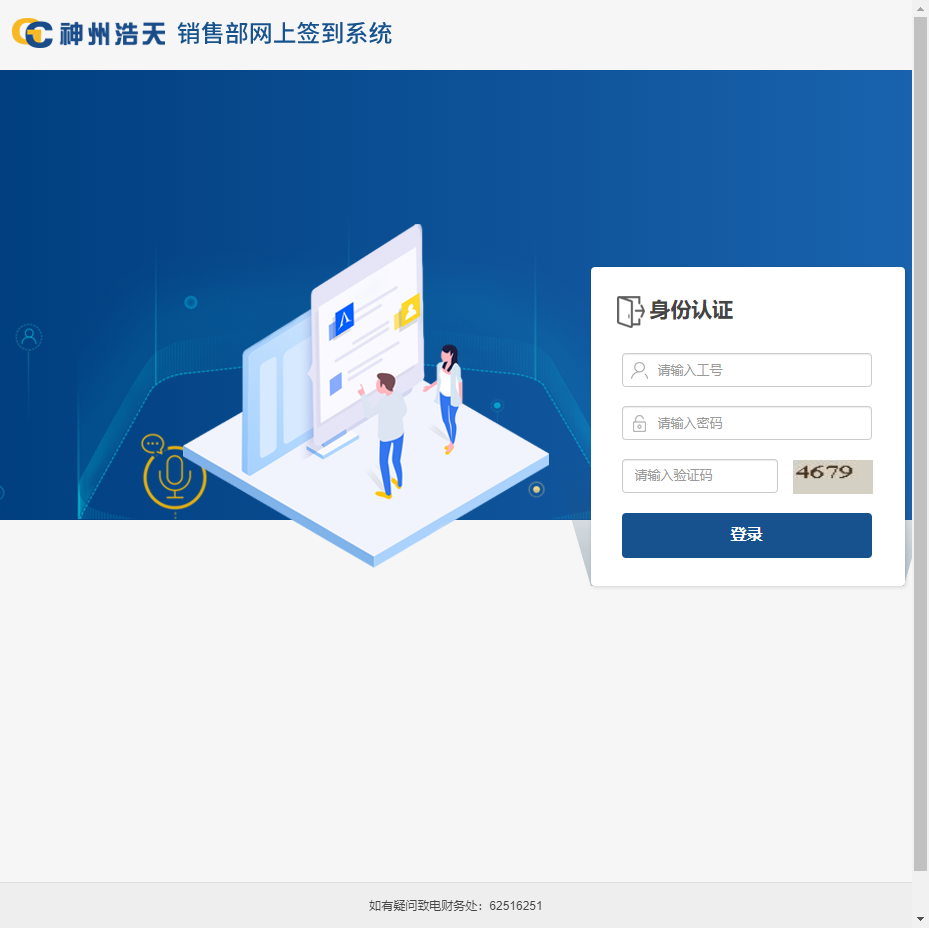 神州浩天 销售部网上签到系统
身份认证
请输入工号
请输入密码
请输入验证码 4679
登录
如有疑问致电财务处：62516251